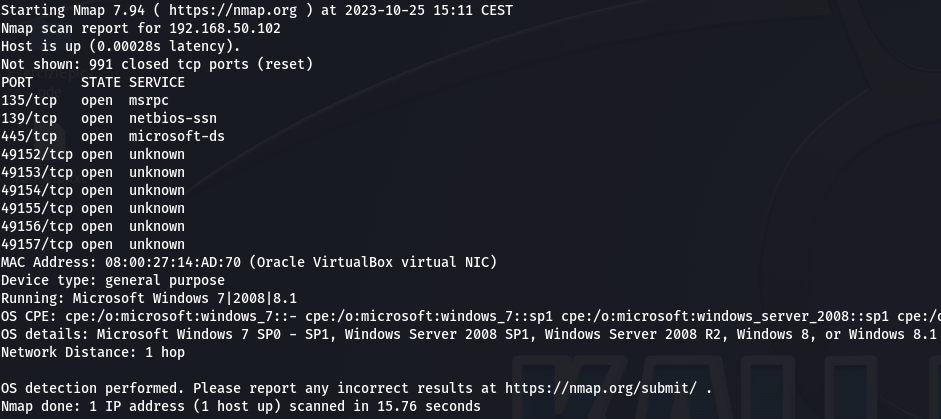 Starting Nmap 7.94 ( https://nmap.org ) at 2023-10-25 15:11 CEST
Nmap scan report for 192.168.50.102
Host is up (0.00028s latency).
Not shown: 991 closed tcp ports (reset)
PORT      STATE SERVICE
135/tcp   open  msrpc
139/tcp   open  netbios-ssn
445/tcp   open  microsoft-ds
49152/tcp open  unknown
49153/tcp open  unknown
49154/tcp open  unknown
49155/tcp open  unknown
49156/tcp open  unknown
49157/tcp open  unknown
MAC Address: 08:00:27:14:AD:70 (Oracle VirtualBox virtual NIC)
Device type: general purpose
Running: Microsoft Windows 7|2008|8.1
OS CPE: cpe:/o:microsoft:windows_7::- cpe:/o:microsoft:windows_7::sp1 cpe:/o:microsoft:windows_server_2008::sp1 cpe:/o
OS details: Microsoft Windows 7 SP0 - SP1, Windows Server 2008 SP1, Windows Server 2008 R2, Windows 8, or Windows 8.1
Network Distance: 1 hop
OS detection performed. Please report any incorrect results at https://nmap.org/submit/ .
Nmap done: 1 IP address (1 host up) scanned in 15.76 seconds